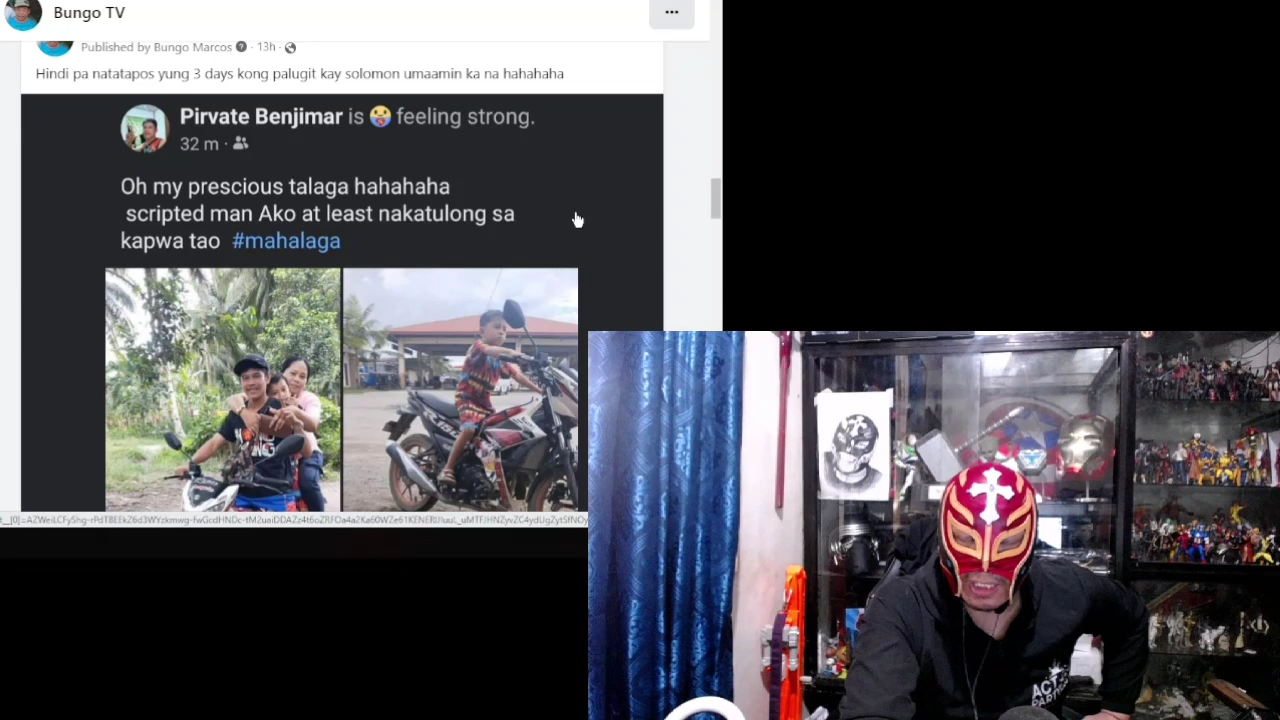 Bungo TV
Published by Bungo Marcos · 13h ·
Hindi pa natatapos yung 3 days kong palugit kay solomon umaamin ka na hahahaha
Pirvate Benjimar is feeling strong.
32 m ·
Oh my prescious talaga hahahaha
scripted man Ako at least nakatulong sa
kapwa tao #mahalaga
ACT-
PARTY